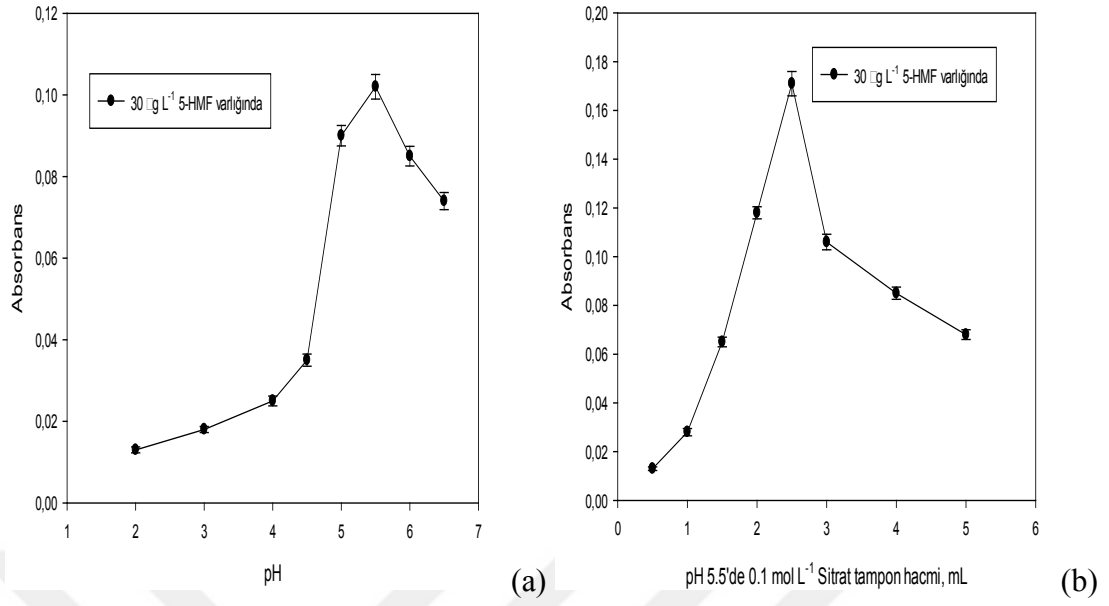 0,12
0,10
0,08
0,06
0,04
0,02
0,00
Absorbans
30 □g L⁻¹ 5-HMF varlığında
1 2 3 4 5 6 7
pH
(a)
0,20
0,18
0,16
0,14
0,12
0,10
0,08
0,06
0,04
0,02
0,00
Absorbans
30 □g L⁻¹ 5-HMF varlığında
0 1 2 3 4 5 6
pH 5.5'de 0.1 mol L⁻¹ Sitrat tampon hacmi, mL
(b)